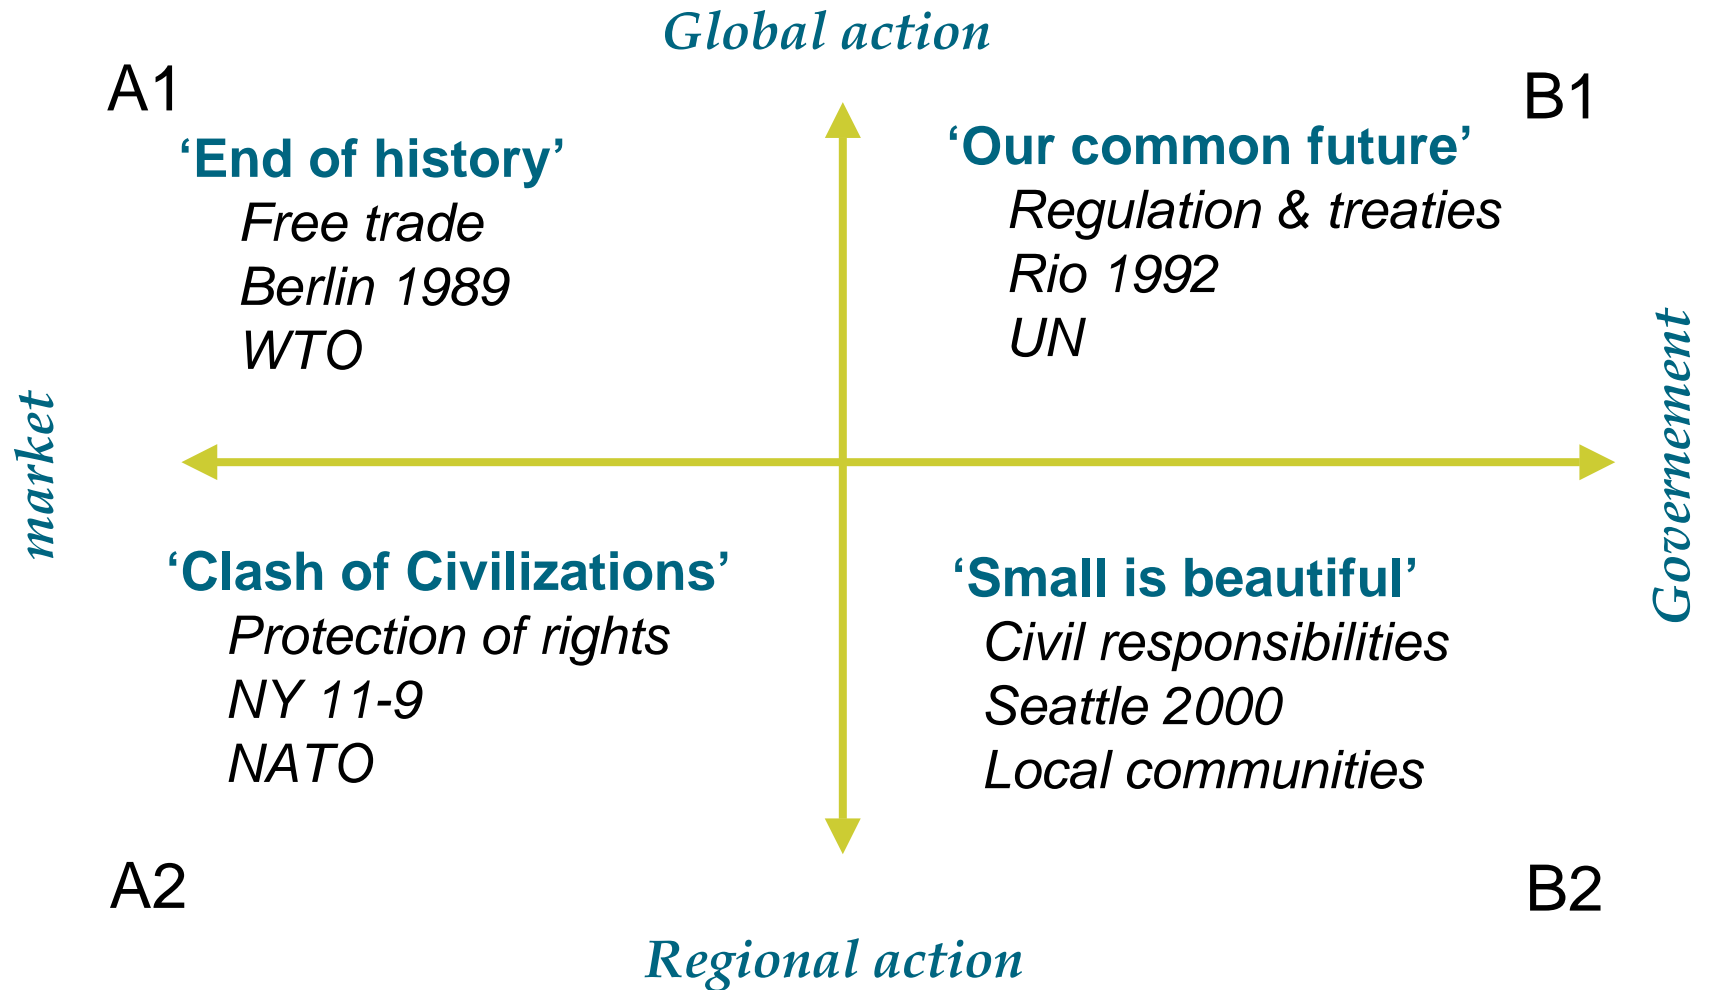 Global action
A1
‘End of history’
Free trade
Berlin 1989
WTO
B1
‘Our common future’
Regulation & treaties
Rio 1992
UN
market
Governement
‘Clash of Civilizations’
Protection of rights
NY 11-9
NATO
A2
‘Small is beautiful’
Civil responsibilities
Seattle 2000
Local communities
B2
Regional action